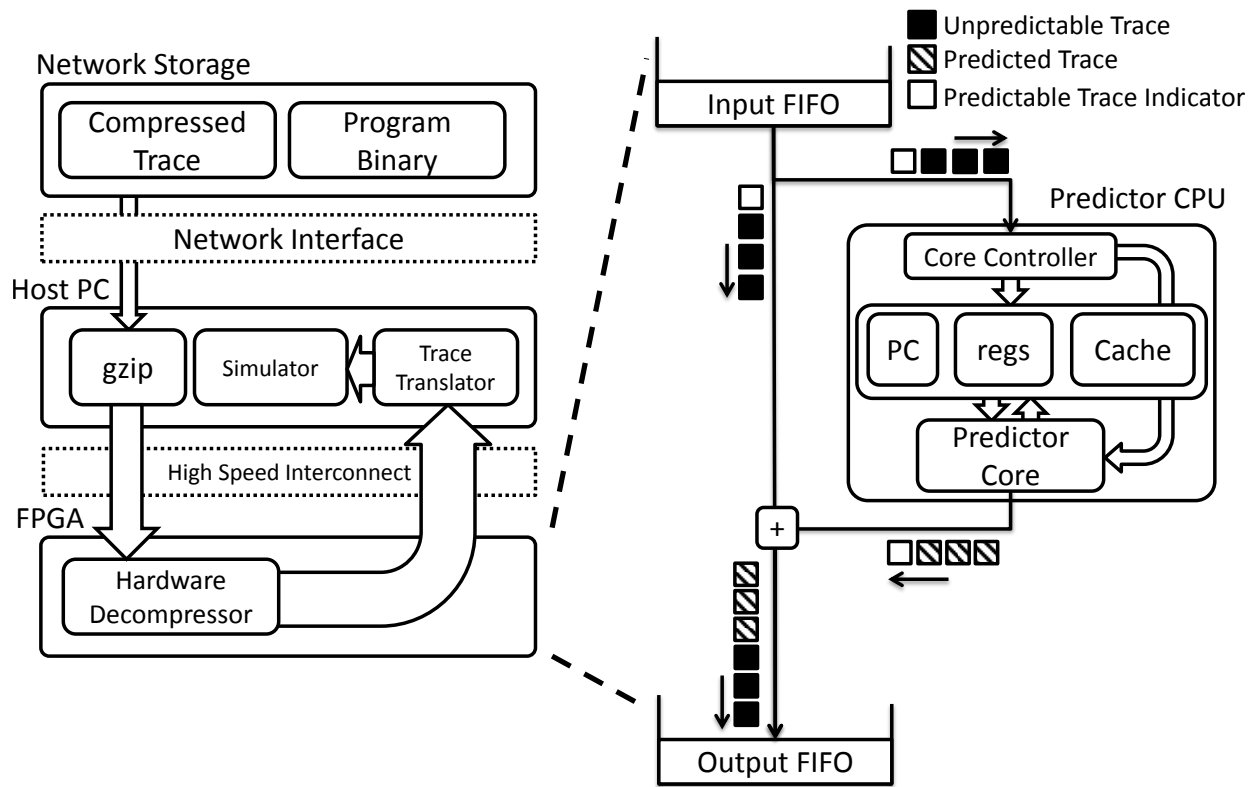 Network Storage
Compressed
Trace
Program
Binary
Network Interface
Host PC
gzip
Simulator
Trace
Translator
High Speed Interconnect
FPGA
Hardware
Decompressor
Unpredictable Trace
Predicted Trace
Predictable Trace Indicator
Input FIFO
Predictor CPU
Core Controller
PC
regs
Cache
Predictor
Core
+
Output FIFO